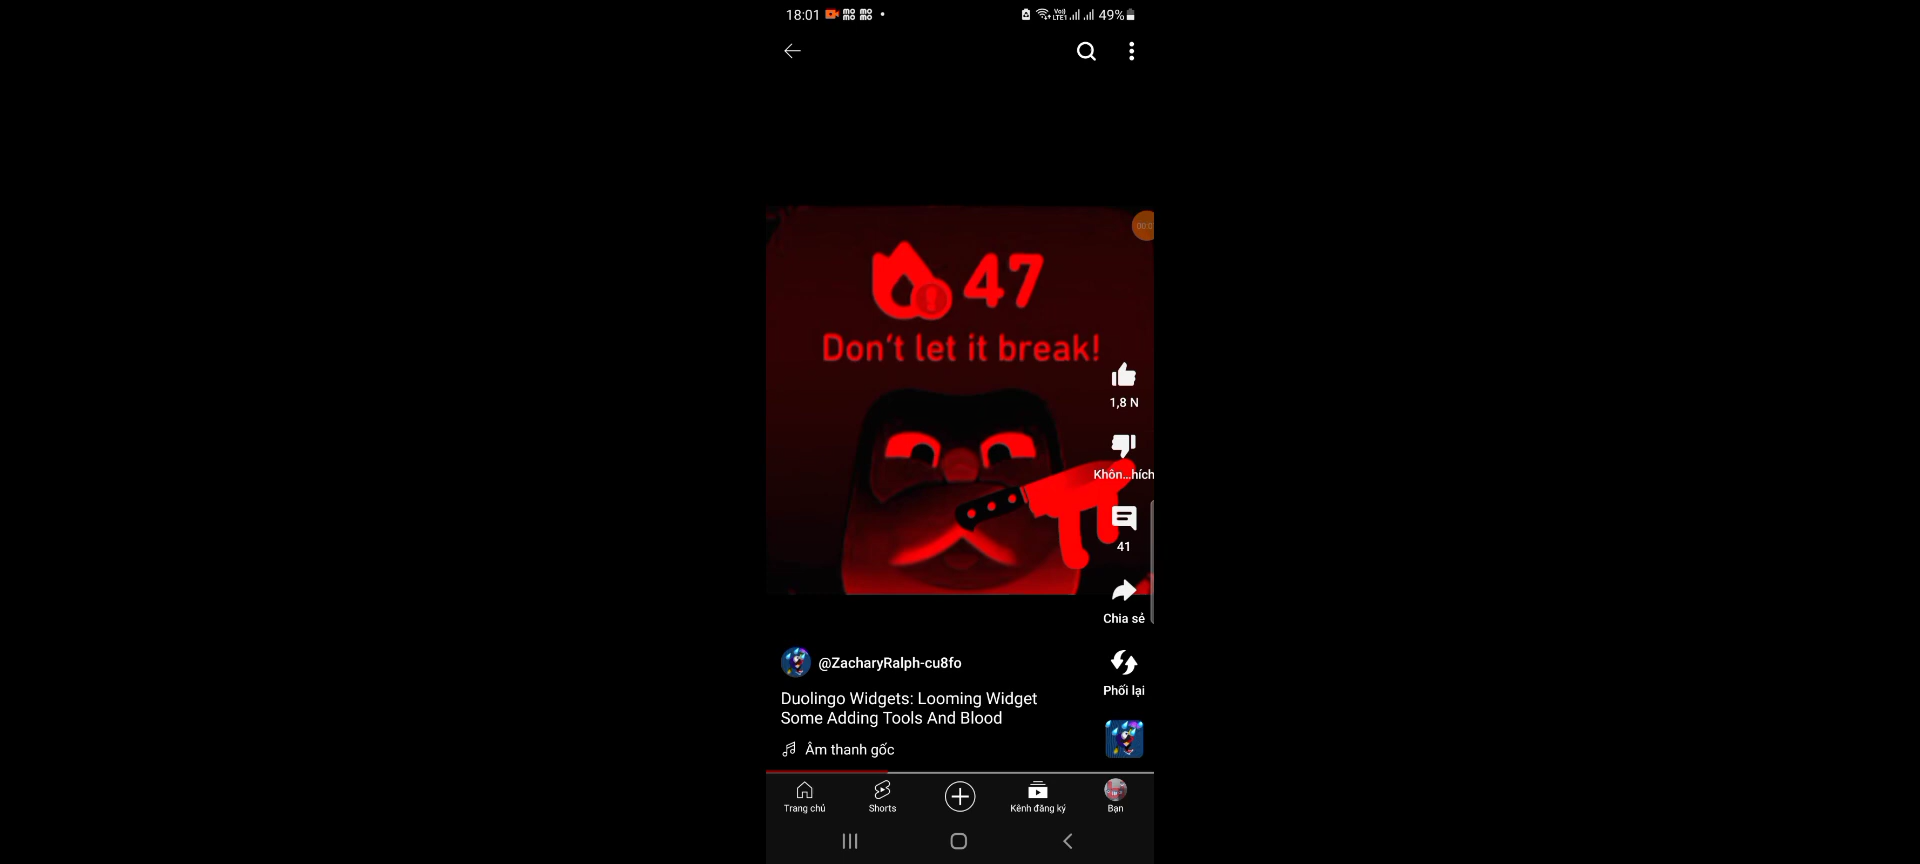 18:01
49%
47
Don't let it break!
1,8 N
Khôn...hích
41
Chia sẻ
@ZacharyRalph-cu8fo
Phối lại
Duolingo Widgets: Looming Widget
Some Adding Tools And Blood
Âm thanh gốc
Trang chủ
Shorts
Kênh đăng ký
Bạn